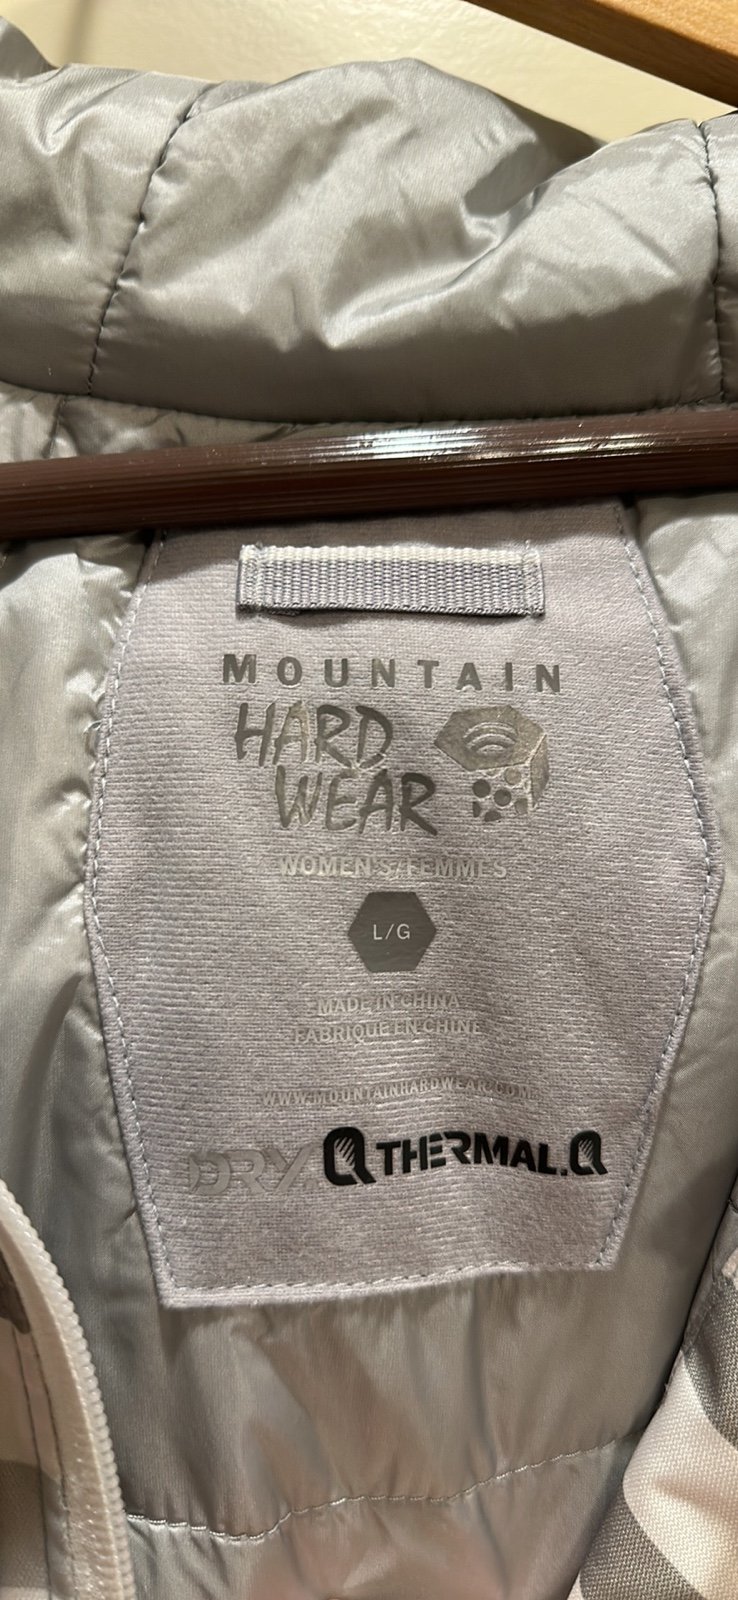 MOUNTAIN
HARD
WEAR
WOMEN'S/FEMMES
L/G
MADE IN CHINA
FABRIQUE EN CHINE
WWW.MOUNTAINHARDWEAR.COM
DRY.Q THERMAL.Q